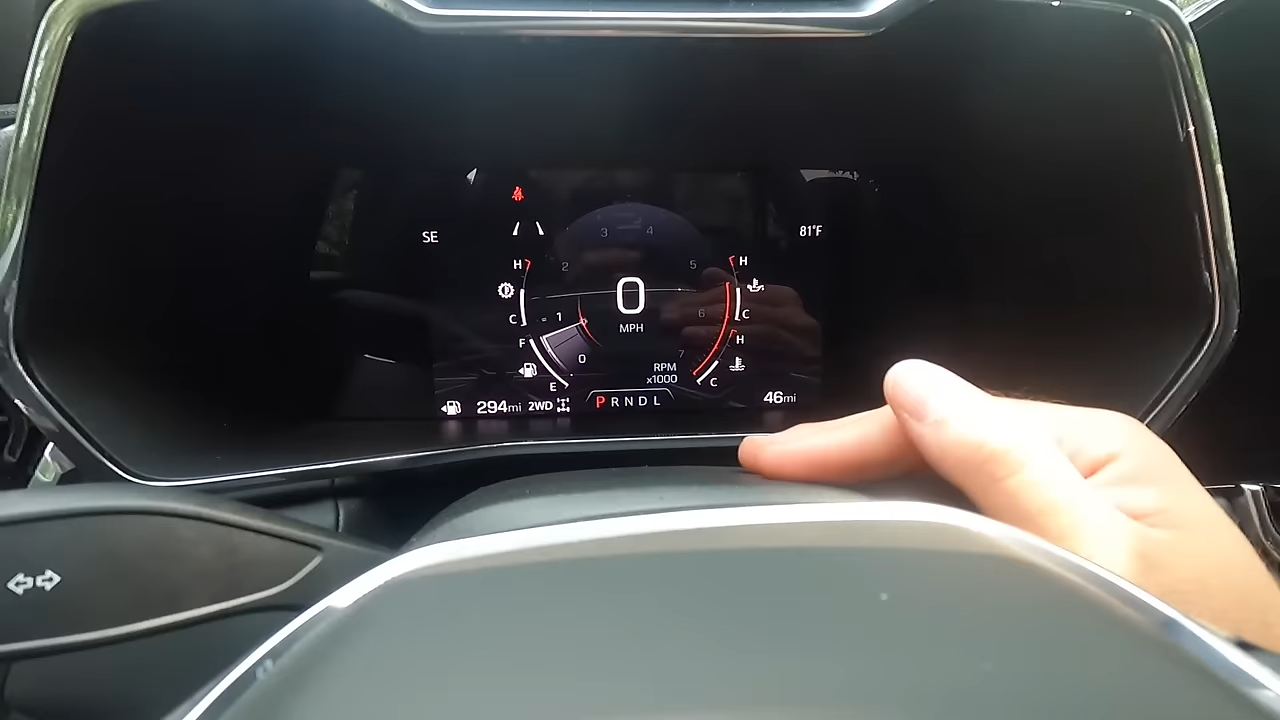 SE
81°F
3 4
2 5
1 6
0 7
H
C
F
E
H
C
H
C
0
MPH
RPM
x1000
294mi 2WD
P R N D L
46mi